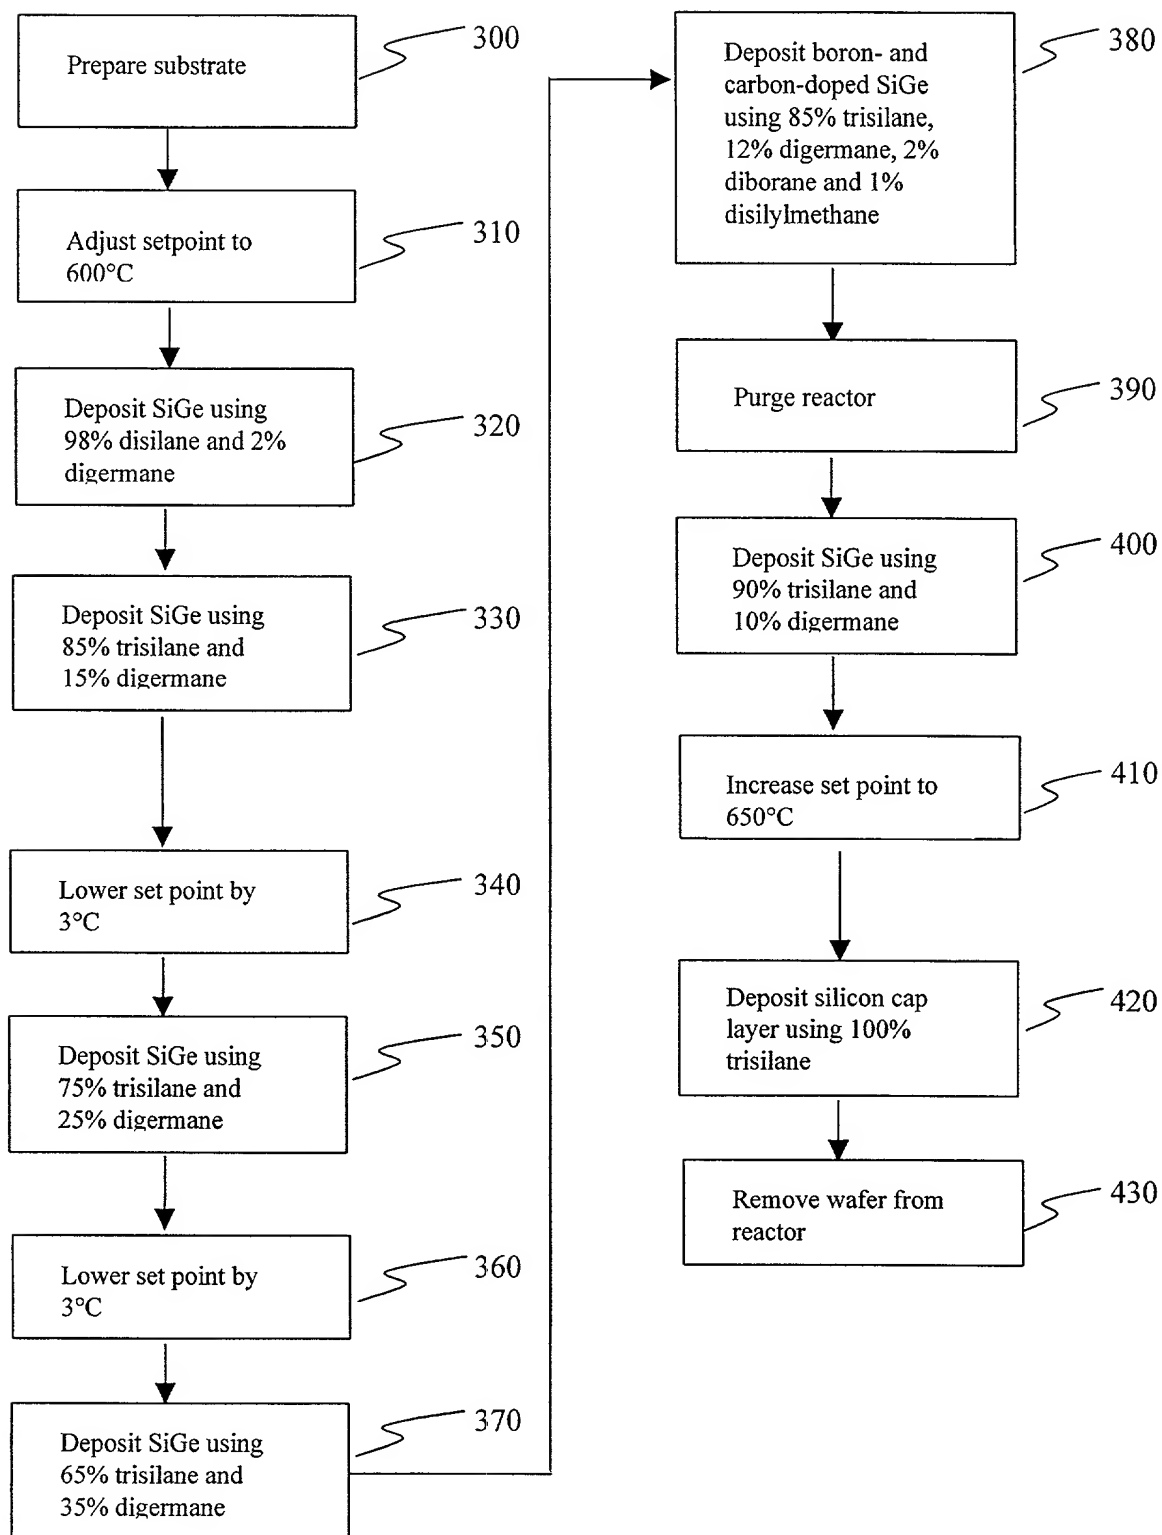 Prepare substrate
300
Adjust setpoint to
600°C
310
Deposit SiGe using
98% disilane and 2%
digermane
320
Deposit SiGe using
85% trisilane and
15% digermane
330
Lower set point by
3°C
340
Deposit SiGe using
75% trisilane and
25% digermane
350
Lower set point by
3°C
360
Deposit SiGe using
65% trisilane and
35% digermane
370
Deposit boron- and
carbon-doped SiGe
using 85% trisilane,
12% digermane, 2%
diborane and 1%
disilylmethane
380
Purge reactor
390
Deposit SiGe using
90% trisilane and
10% digermane
400
Increase set point to
650°C
410
Deposit silicon cap
layer using 100%
trisilane
420
Remove wafer from
reactor
430